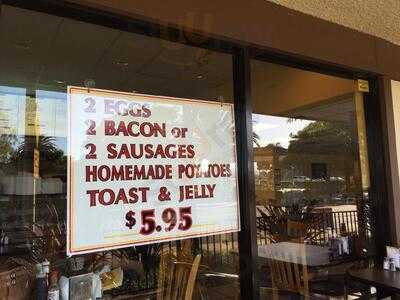 2 EGGS
2 BACON or
2 SAUSAGES
HOMEMADE POTATOES
TOAST & JELLY
$5.95